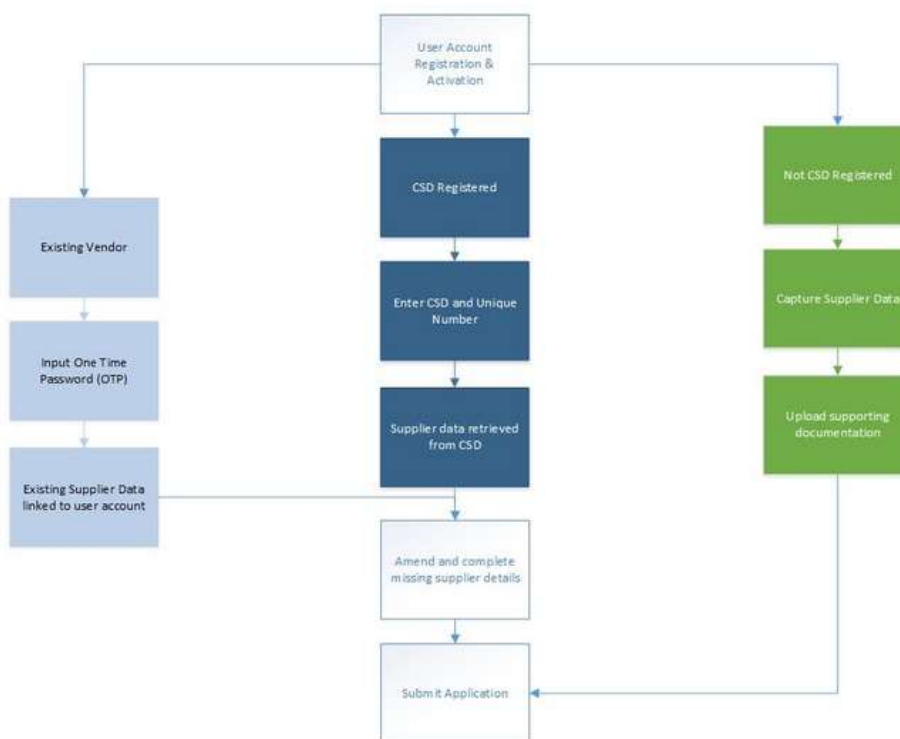 User Account
Registration &
Activation
CSD Registered
Not CSD Registered
Existing Vendor
Enter CSD and Unique
Number
Capture Supplier Data
Input One Time
Password (OTP)
Supplier data retrieved
from CSD
Upload supporting
documentation
Existing Supplier Data
linked to user account
Amend and complete
missing supplier details
Submit Application